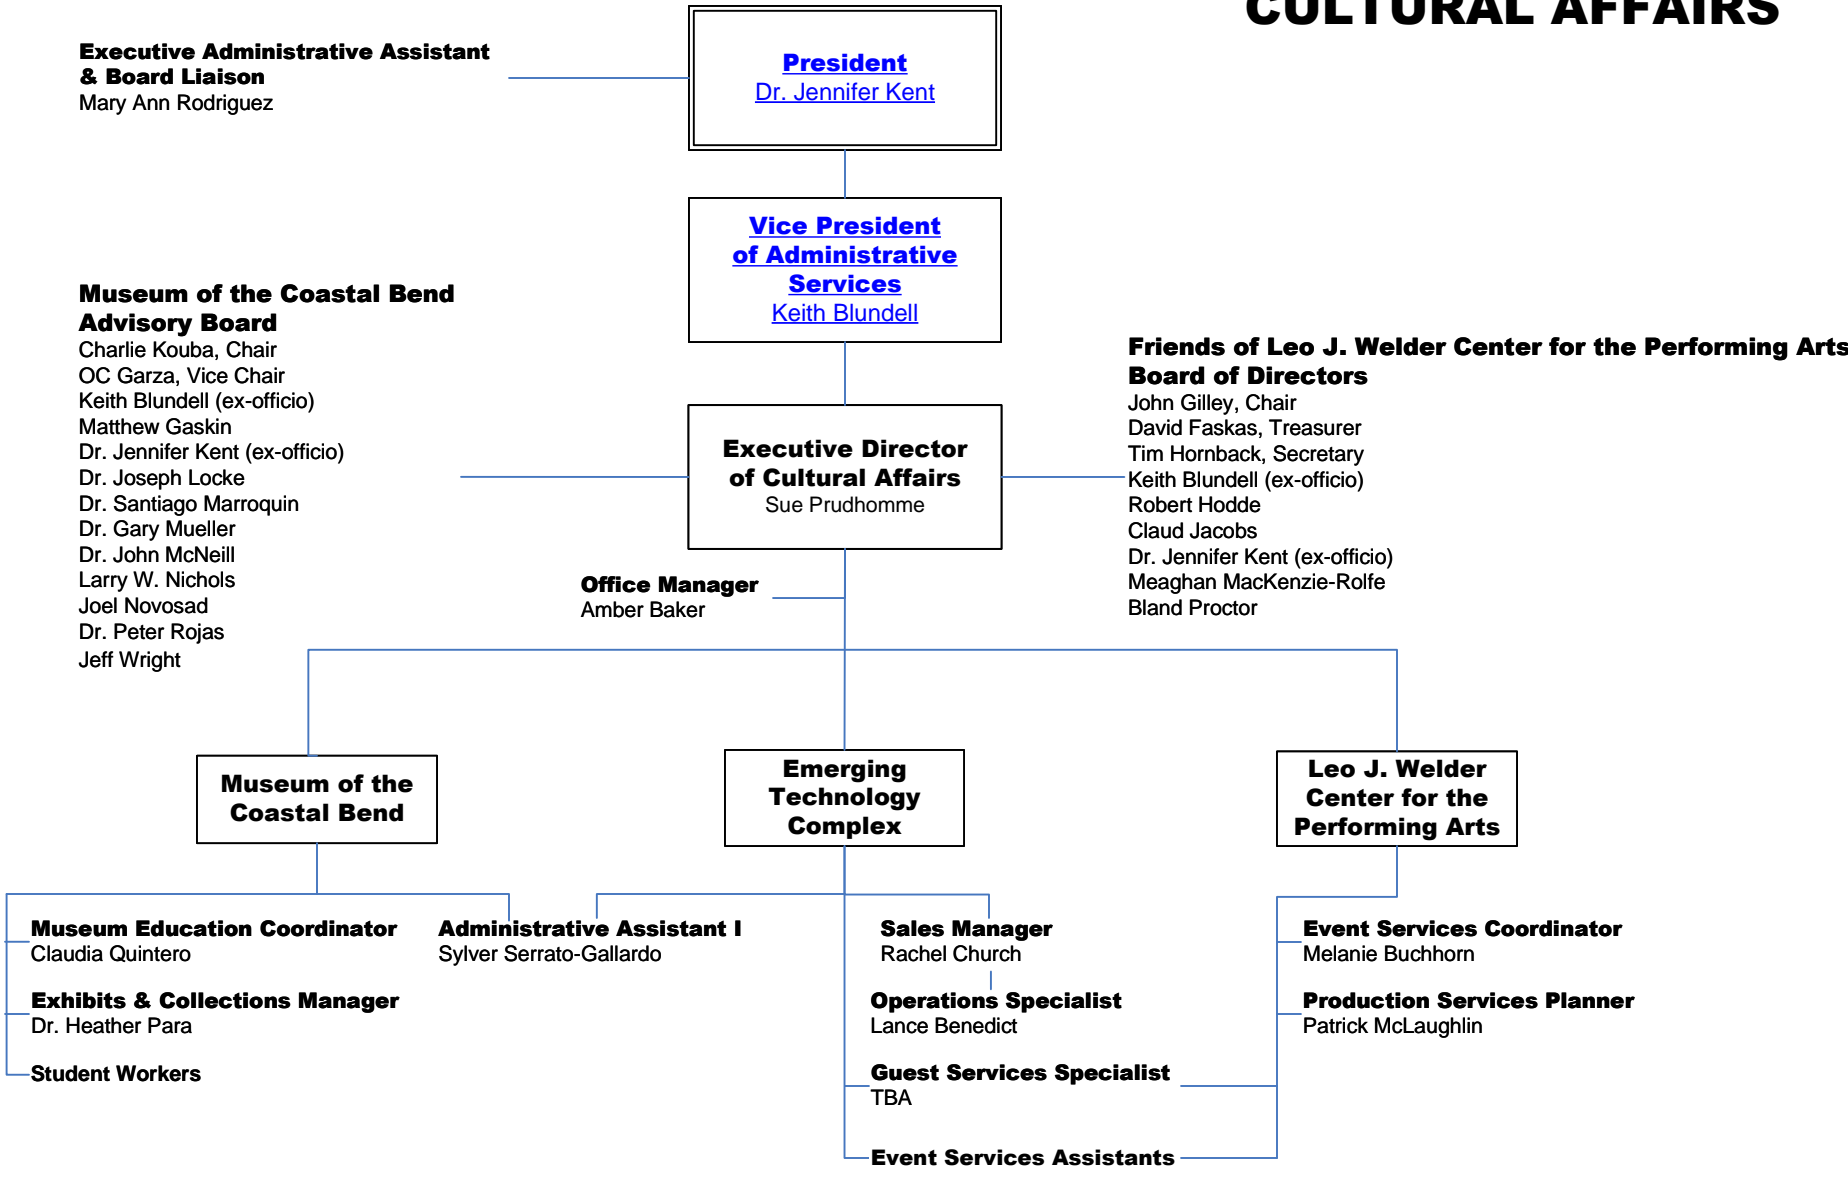 CULTURAL AFFAIRS
Executive Administrative Assistant
& Board Liaison
Mary Ann Rodriguez
President
Dr. Jennifer Kent
Vice President
of Administrative
Services
Keith Blundell
Museum of the Coastal Bend
Advisory Board
Charlie Kouba, Chair
OC Garza, Vice Chair
Keith Blundell (ex-officio)
Matthew Gaskin
Dr. Jennifer Kent (ex-officio)
Dr. Joseph Locke
Dr. Santiago Marroquin
Dr. Gary Mueller
Dr. John McNeill
Larry W. Nichols
Joel Novosad
Dr. Peter Rojas
Jeff Wright
Executive Director
of Cultural Affairs
Sue Prudhomme
Friends of Leo J. Welder Center for the Performing Arts
Board of Directors
John Gilley, Chair
David Faskas, Treasurer
Tim Hornback, Secretary
Keith Blundell (ex-officio)
Robert Hodde
Claud Jacobs
Dr. Jennifer Kent (ex-officio)
Meaghan MacKenzie-Rolfe
Bland Proctor
Office Manager
Amber Baker
Museum of the
Coastal Bend
Emerging
Technology
Complex
Leo J. Welder
Center for the
Performing Arts
Museum Education Coordinator
Claudia Quintero
Exhibits & Collections Manager
Dr. Heather Para
Student Workers
Administrative Assistant I
Sylver Serrato-Gallardo
Sales Manager
Rachel Church
Operations Specialist
Lance Benedict
Guest Services Specialist
TBA
Event Services Assistants
Event Services Coordinator
Melanie Buchhorn
Production Services Planner
Patrick McLaughlin